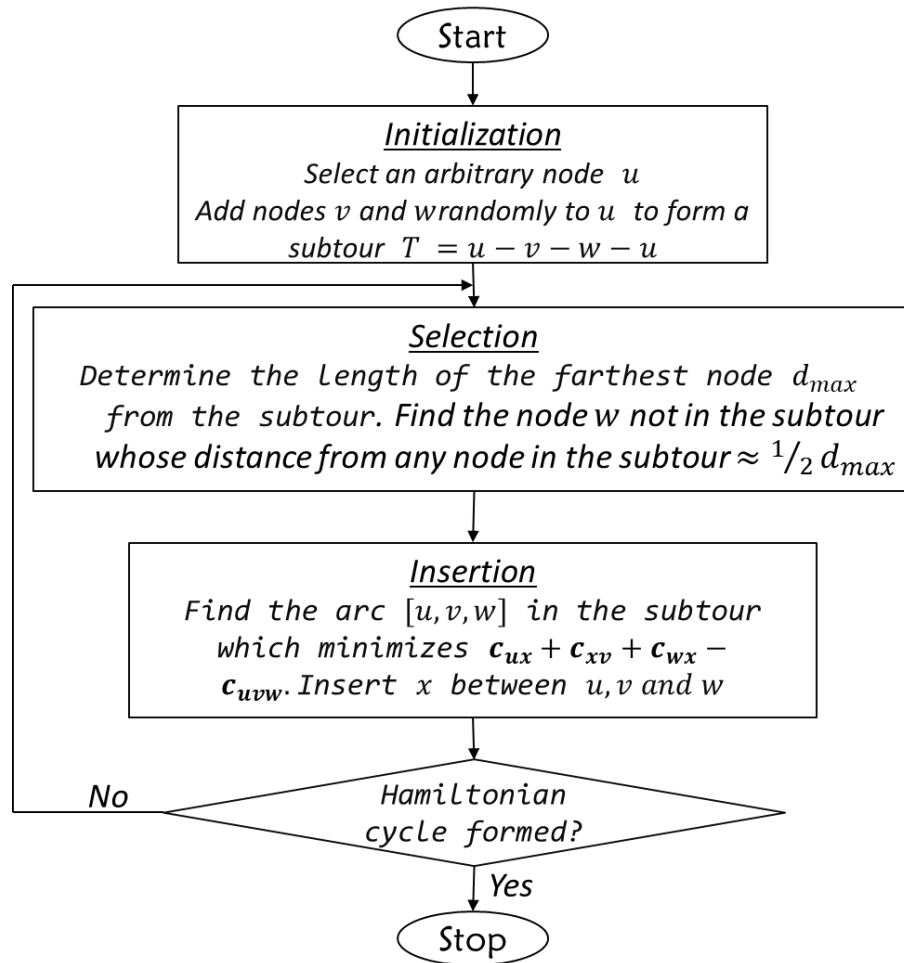 Start
Initialization
Select an arbitrary node u
Add nodes v and wrandomly to u to form a
subtour T = u − v − w − u
Selection
Determine the length of the farthest node d_max
from the subtour. Find the node w not in the subtour
whose distance from any node in the subtour ≈ 1/2 d_max
Insertion
Find the arc [u, v, w] in the subtour
which minimizes c_ux + c_xv + c_wx −
c_uvw. Insert x between u, v and w
Hamiltonian
cycle formed?
No
Yes
Stop